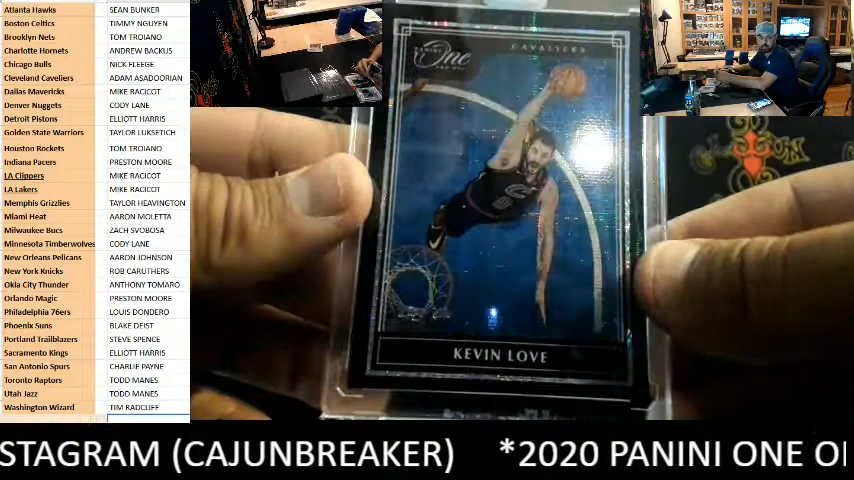 Atlanta Hawks SEAN BUNKER
Boston Celtics TIMMY NGUYEN
Brooklyn Nets TOM TROIANO
Charlotte Hornets ANDREW BACKUS
Chicago Bulls NICK FLEEGE
Cleveland Cavaliers ADAM ASADOORIAN
Dallas Mavericks MIKE RACICOT
Denver Nuggets CODY LANE
Detroit Pistons ELLIOTT HARRIS
Golden State Warriors TAYLOR LUKSETICH
Houston Rockets TOM TROIANO
Indiana Pacers PRESTON MOORE
LA Clippers MIKE RACICOT
LA Lakers MIKE RACICOT
Memphis Grizzlies TAYLOR HEAVINGTON
Miami Heat AARON MOLETTA
Milwaukee Bucs ZACH SVOBOSA
Minnesota Timberwolves CODY LANE
New Orleans Pelicans AARON JOHNSON
New York Knicks ROB CARUTHERS
Okla City Thunder ANTHONY TOMARO
Orlando Magic PRESTON MOORE
Philadelphia 76ers LOUIS DONDERO
Phoenix Suns BLAKE DEIST
Portland Trailblazers STEVE SPENCE
Sacramento Kings ELLIOTT HARRIS
San Antonio Spurs CHARLIE PAYNE
Toronto Raptors TODD MANES
Utah Jazz TODD MANES
Washington Wizard TIM RADCLIFF
PANINI
One
CAVALIERS
KEVIN LOVE
STAGRAM (CAJUNBREAKER) *2020 PANINI ONE O